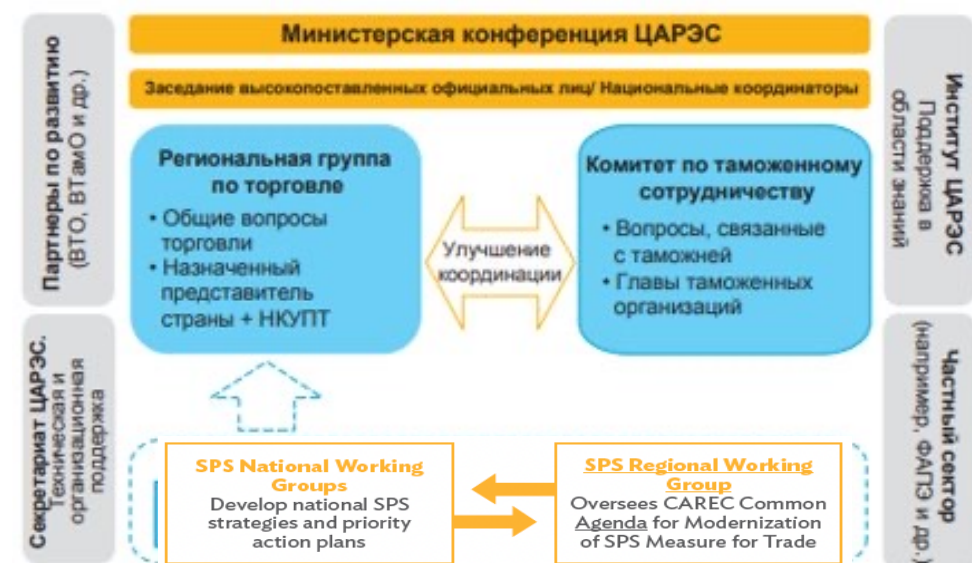 Министерская конференция ЦАРЭС
Заседание высокопоставленных официальных лиц/ Национальные координаторы
Партнеры по развитию
(ВТО, ВТамО и др.)
Региональная группа
по торговле
• Общие вопросы
торговли
• Назначенный
представитель
страны + НКУПТ
Улучшение
координации
Комитет по таможенному
сотрудничеству
• Вопросы, связанные
с таможней
• Главы таможенных
организаций
Институт ЦАРЭС
Поддержка в
области знаний
Секретариат ЦАРЭС.
Техническая и
организационная
поддержка
SPS National Working
Groups
Develop national SPS
strategies and priority
action plans
SPS Regional Working
Group
Oversees CAREC Common
Agenda for Modernization
of SPS Measure for Trade
Частный сектор
(например, ФАПЭ и др.)